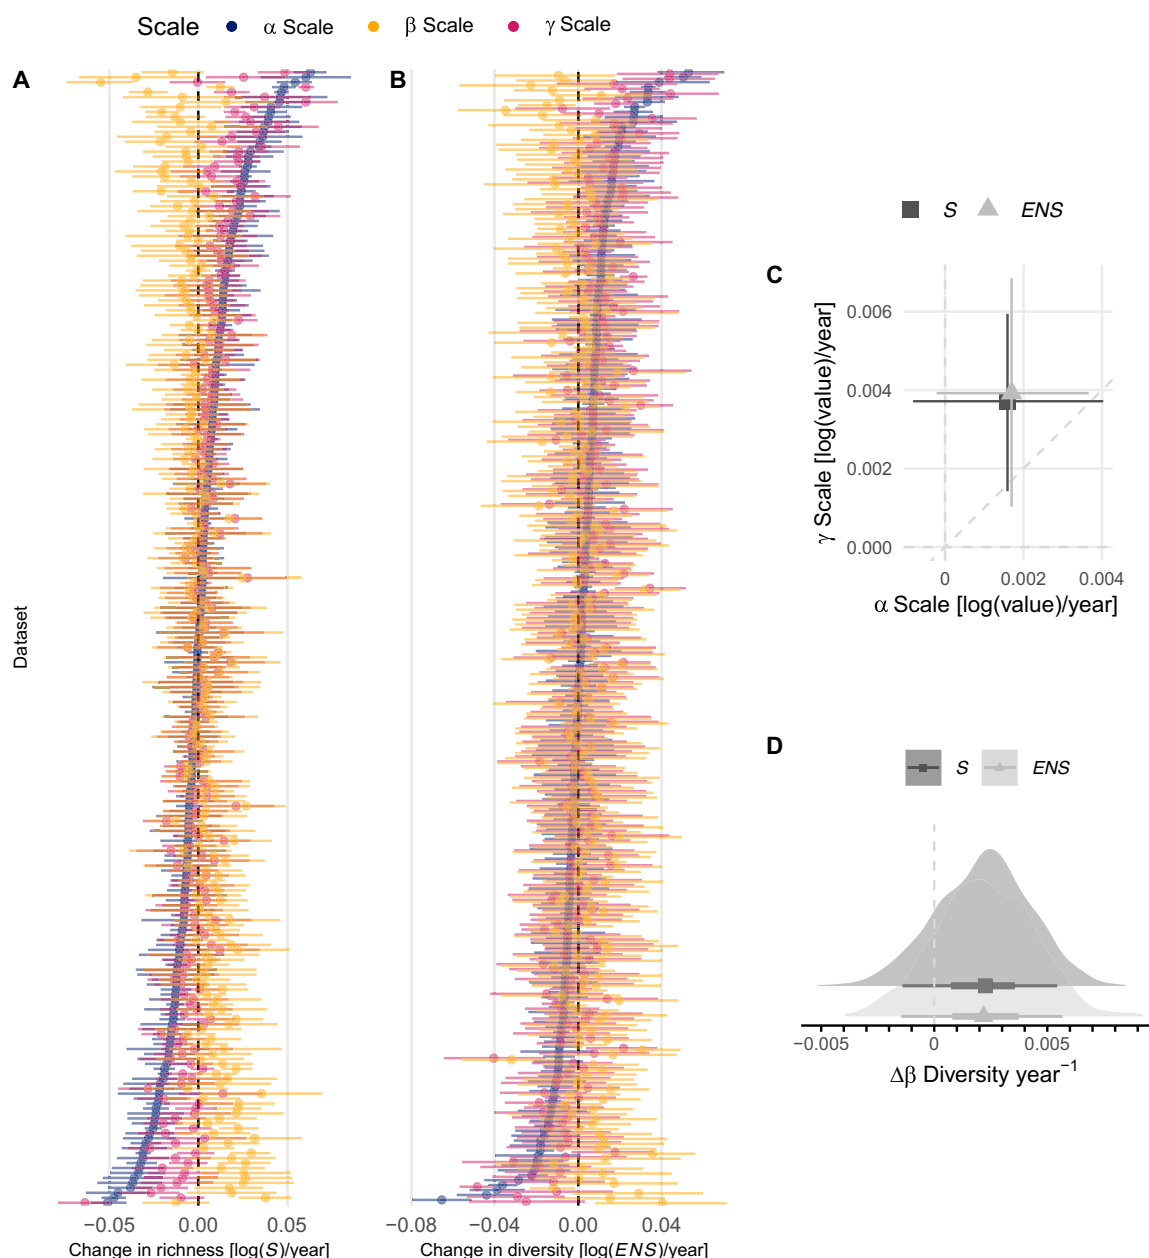 Scale α Scale β Scale γ Scale
A
B
Dataset
−0.05 0.00 0.05
Change in richness [log(S)/year]
−0.08 −0.04 0.00 0.04
Change in diversity [log(ENS)/year]
S ENS
C
γ Scale [log(value)/year]
0.006
0.004
0.002
0.000
0 0.002 0.004
α Scale [log(value)/year]
D
S ENS
−0.005 0 0.005
Δβ Diversity year⁻¹